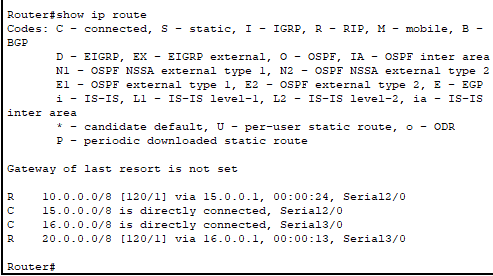 Router#show ip route
Codes: C - connected, S - static, I - IGRP, R - RIP, M - mobile, B -
BGP
D - EIGRP, EX - EIGRP external, O - OSPF, IA - OSPF inter area
N1 - OSPF NSSA external type 1, N2 - OSPF NSSA external type 2
E1 - OSPF external type 1, E2 - OSPF external type 2, E - EGP
i - IS-IS, L1 - IS-IS level-1, L2 - IS-IS level-2, ia - IS-IS
inter area
* - candidate default, U - per-user static route, o - ODR
P - periodic downloaded static route
Gateway of last resort is not set
R 10.0.0.0/8 [120/1] via 15.0.0.1, 00:00:24, Serial2/0
C 15.0.0.0/8 is directly connected, Serial2/0
C 16.0.0.0/8 is directly connected, Serial3/0
R 20.0.0.0/8 [120/1] via 16.0.0.1, 00:00:13, Serial3/0
Router#